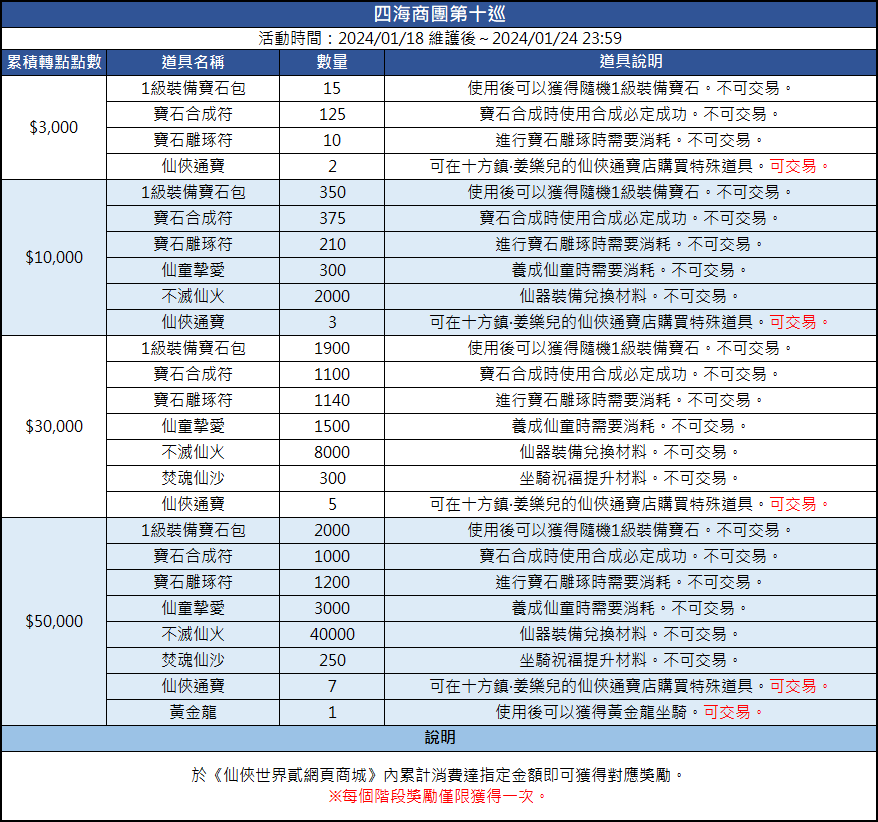 四海商團第十巡
活動時間：2024/01/18 維護後～2024/01/24 23:59
累積轉點點數 道具名稱 數量 道具說明
$3,000
1級裝備寶石包 15 使用後可以獲得隨機1級裝備寶石。不可交易。
寶石合成符 125 寶石合成時使用合成必定成功。不可交易。
寶石雕琢符 10 進行寶石雕琢時需要消耗。不可交易。
仙俠通寶 2 可在十方鎮‧姜樂兒的仙俠通寶店購買特殊道具。可交易。
$10,000
1級裝備寶石包 350 使用後可以獲得隨機1級裝備寶石。不可交易。
寶石合成符 375 寶石合成時使用合成必定成功。不可交易。
寶石雕琢符 210 進行寶石雕琢時需要消耗。不可交易。
仙童摯愛 300 養成仙童時需要消耗。不可交易。
不滅仙火 2000 仙器裝備兌換材料。不可交易。
仙俠通寶 3 可在十方鎮‧姜樂兒的仙俠通寶店購買特殊道具。可交易。
$30,000
1級裝備寶石包 1900 使用後可以獲得隨機1級裝備寶石。不可交易。
寶石合成符 1100 寶石合成時使用合成必定成功。不可交易。
寶石雕琢符 1140 進行寶石雕琢時需要消耗。不可交易。
仙童摯愛 1500 養成仙童時需要消耗。不可交易。
不滅仙火 8000 仙器裝備兌換材料。不可交易。
焚魂仙沙 300 坐騎祝福提升材料。不可交易。
仙俠通寶 5 可在十方鎮‧姜樂兒的仙俠通寶店購買特殊道具。可交易。
$50,000
1級裝備寶石包 2000 使用後可以獲得隨機1級裝備寶石。不可交易。
寶石合成符 1000 寶石合成時使用合成必定成功。不可交易。
寶石雕琢符 1200 進行寶石雕琢時需要消耗。不可交易。
仙童摯愛 3000 養成仙童時需要消耗。不可交易。
不滅仙火 40000 仙器裝備兌換材料。不可交易。
焚魂仙沙 250 坐騎祝福提升材料。不可交易。
仙俠通寶 7 可在十方鎮‧姜樂兒的仙俠通寶店購買特殊道具。可交易。
黃金龍 1 使用後可以獲得黃金龍坐騎。可交易。
說明
於《仙俠世界貳網頁商城》內累計消費達指定金額即可獲得對應獎勵。
※每個階段獎勵僅限獲得一次。